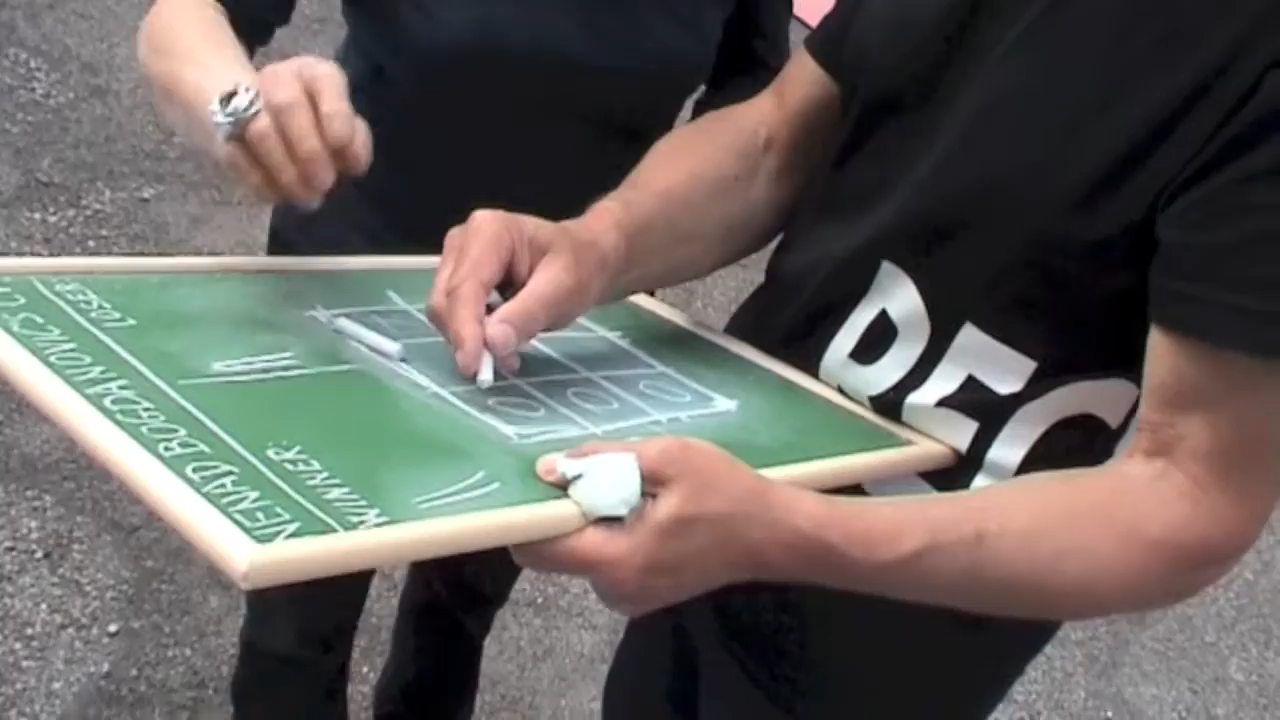 NENAD BOGDANOVIC'S
WINNER:
LOSER:
O O O
REC